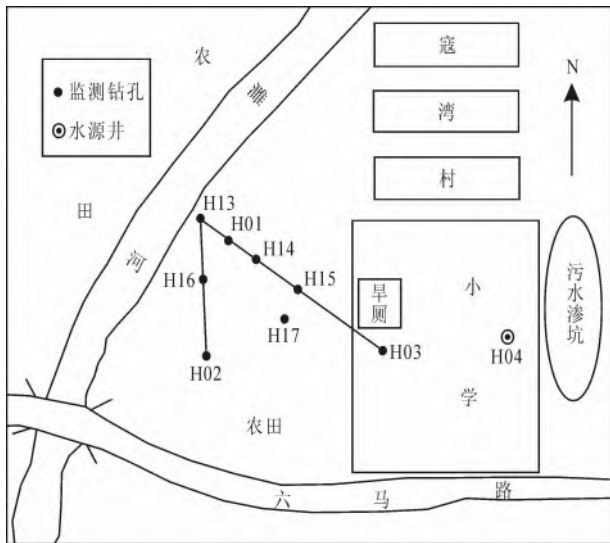 农
田
监测钻孔
水源井
濉
河
寇
湾
村
N
H13
H01
H14
H15
H16
H17
H02
H03
H04
旱厕
小
学
污水渗坑
农田
六
马
路